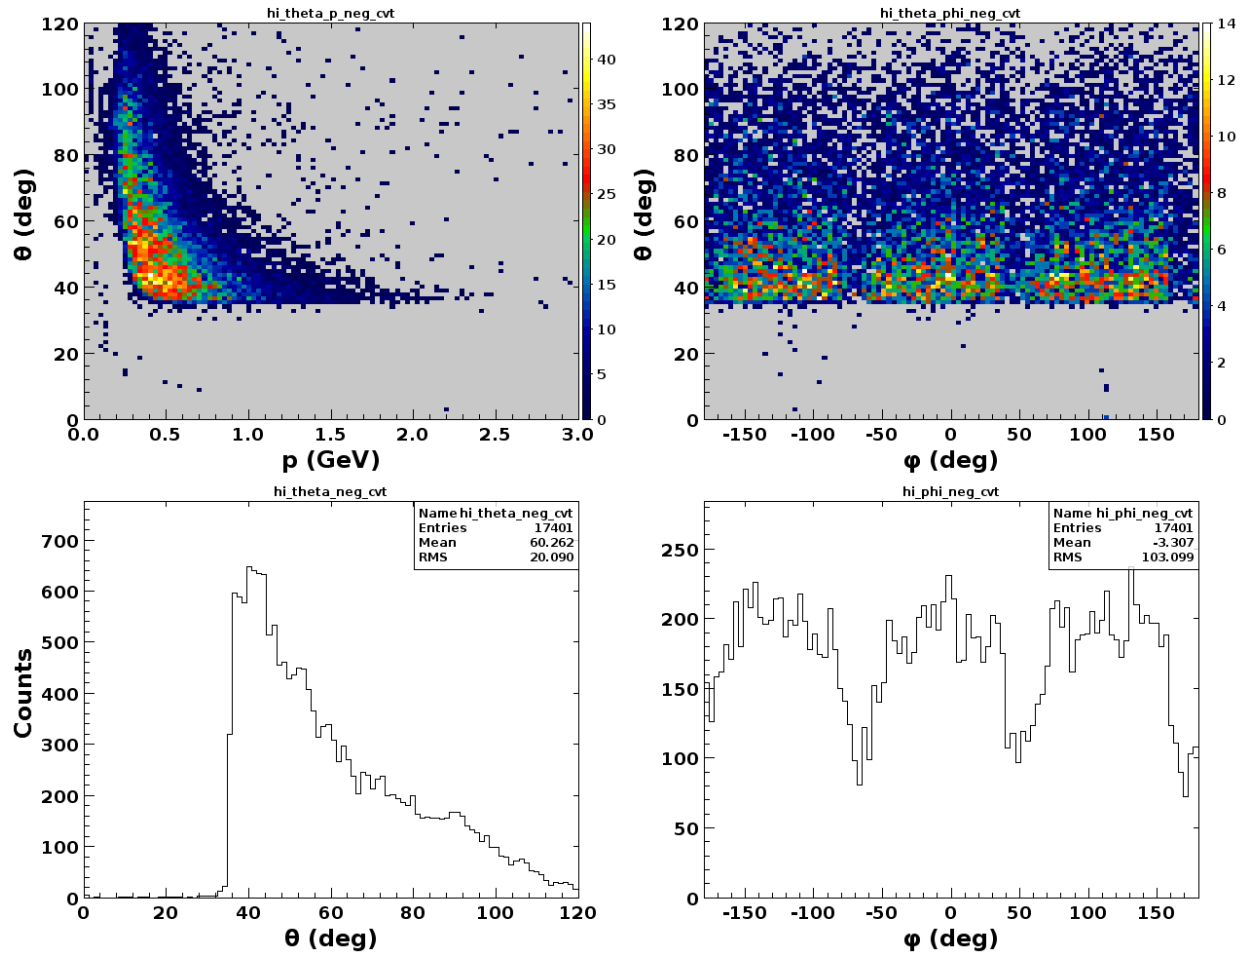 hi_theta_p_neg_cvt
120
100
80
60
40
20
0
θ (deg)
0.0 0.5 1.0 1.5 2.0 2.5 3.0
p (GeV)
40
35
30
25
20
15
10
5
0
hi_theta_phi_neg_cvt
120
100
80
60
40
20
0
θ (deg)
-150 -100 -50 0 50 100 150
φ (deg)
14
12
10
8
6
4
2
0
hi_theta_neg_cvt
Name hi_theta_neg_cvt
Entries 17401
Mean 60.262
RMS 20.090
700
600
500
400
300
200
100
0
Counts
0 20 40 60 80 100 120
θ (deg)
hi_phi_neg_cvt
Name hi_phi_neg_cvt
Entries 17401
Mean -3.307
RMS 103.099
250
200
150
100
50
0
-150 -100 -50 0 50 100 150
φ (deg)